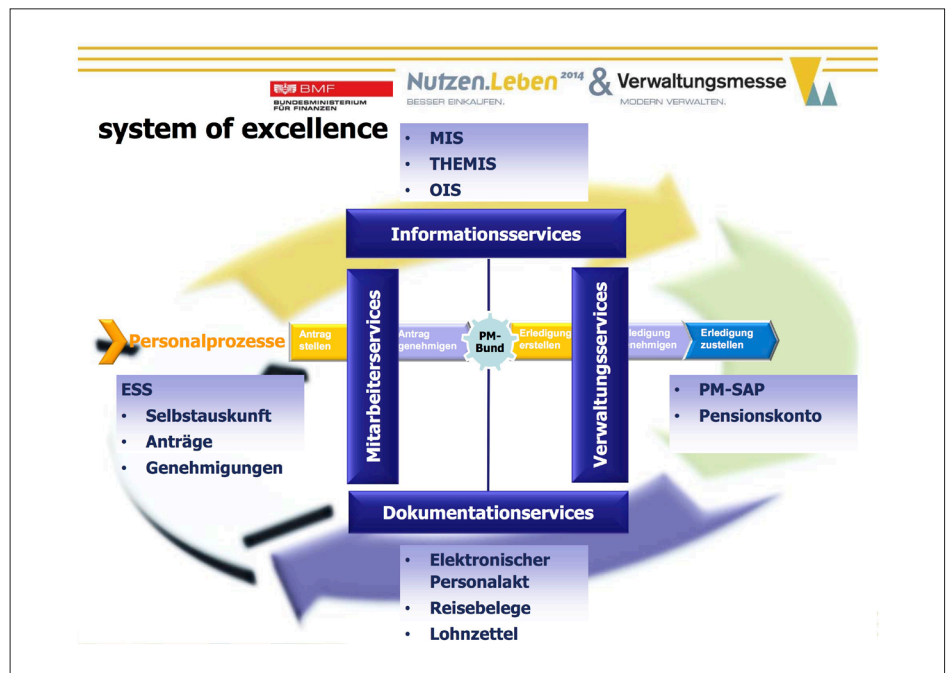 BMF
BUNDESMINISTERIUM
FÜR FINANZEN
Nutzen.Leben 2014 & Verwaltungsmesse
BESSER EINKAUFEN.
MODERN VERWALTEN.
system of excellence
• MIS
• THEMIS
• OIS
Informationsservices
Mitarbeiterservices
Verwaltungsservices
Personalprozesse
Antrag
stellen
Antrag
genehmigen
PM-
Bund
Erledigung
erstellen
ledigung
nehmigen
Erledigung
zustellen
ESS
• Selbstauskunft
• Anträge
• Genehmigungen
• PM-SAP
• Pensionskonto
Dokumentationservices
• Elektronischer
Personalakt
• Reisebelege
• Lohnzettel